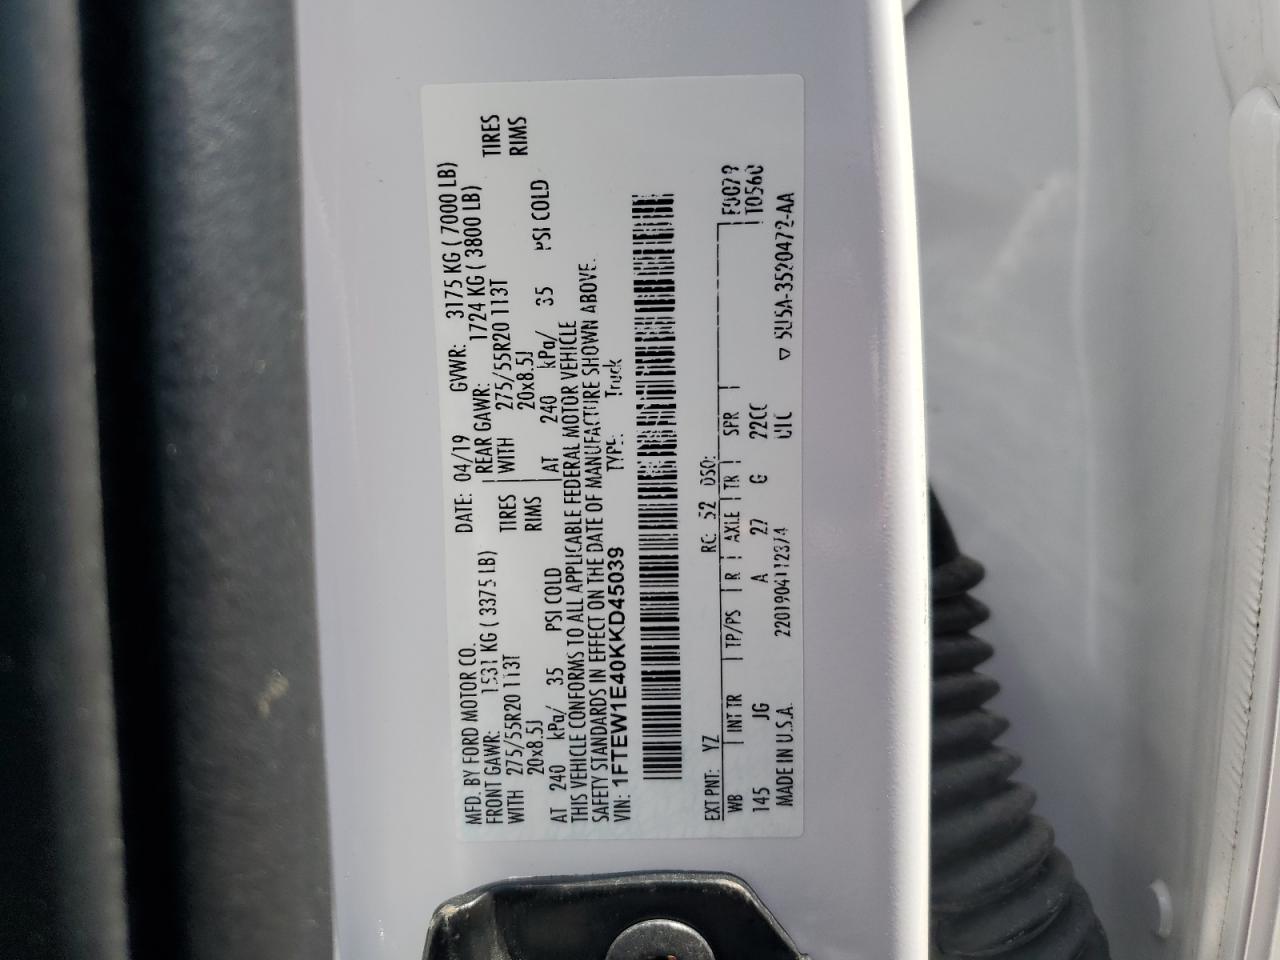 MFD. BY FORD MOTOR CO. DATE: 04/19 GVWR: 3175 KG ( 7000 LB)
FRONT GAWR: 1531 KG ( 3375 LB) REAR GAWR: 1724 KG ( 3800 LB)
WITH 275/55R20 113T TIRES WITH 275/55R20 113T TIRES
20x8.5J RIMS 20x8.5J RIMS
AT 240 kPa/ 35 PSI COLD AT 240 kPa/ 35 PSI COLD
THIS VEHICLE CONFORMS TO ALL APPLICABLE FEDERAL MOTOR VEHICLE
SAFETY STANDARDS IN EFFECT ON THE DATE OF MANUFACTURE SHOWN ABOVE.
VIN: 1FTEW1E40KKD45039 TYPE: Truck
EXT PNT: YZ RC: 52 DSO: F0079
WB INT TR TP/PS R AXLE TR SPR T0560
145 JG A 27 G 22CC
MADE IN U.S.A. 2201904112374 UTC ▽ 5U5A-3520472-AA